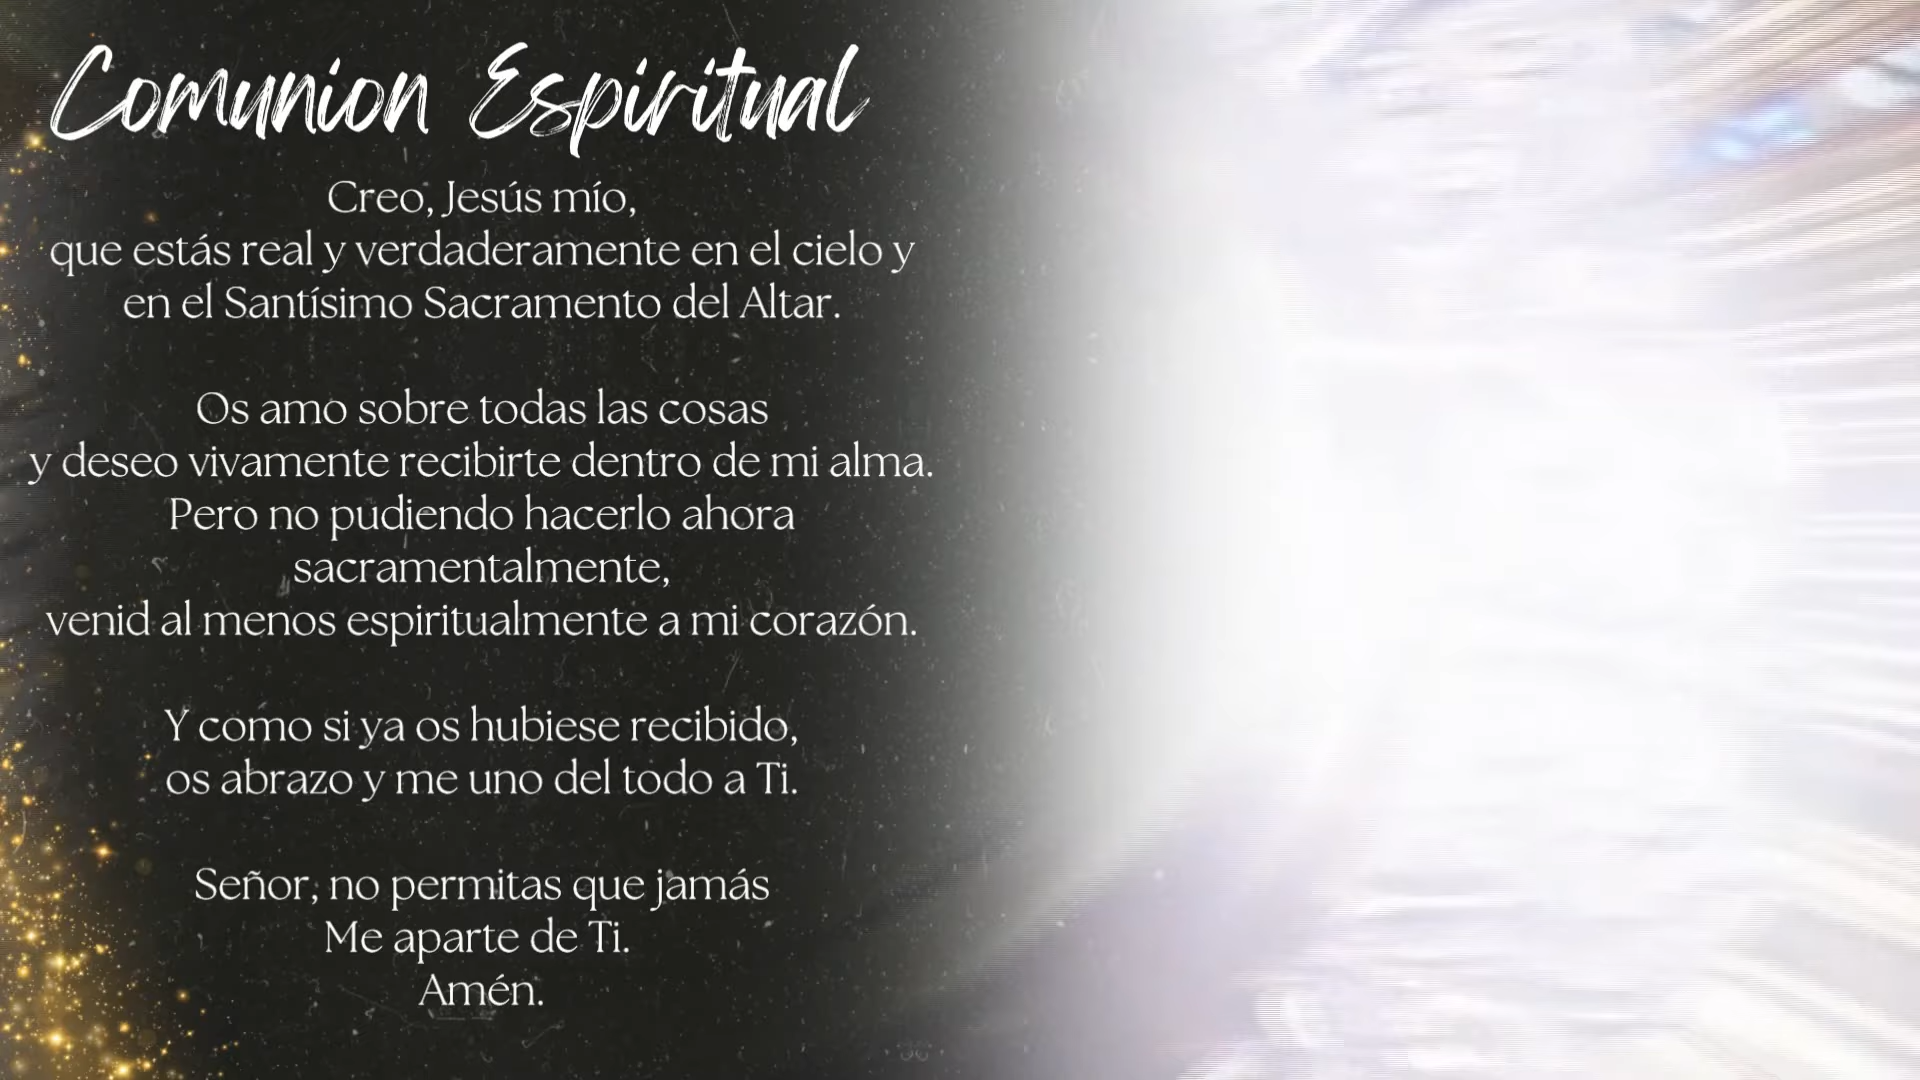 Comunion Espiritual
Creo, Jesús mío,
que estás real y verdaderamente en el cielo y
en el Santísimo Sacramento del Altar.
Os amo sobre todas las cosas
y deseo vivamente recibirte dentro de mi alma.
Pero no pudiendo hacerlo ahora
sacramentalmente,
venid al menos espiritualmente a mi corazón.
Y como si ya os hubiese recibido,
os abrazo y me uno del todo a Ti.
Señor, no permitas que jamás
Me aparte de Ti.
Amén.